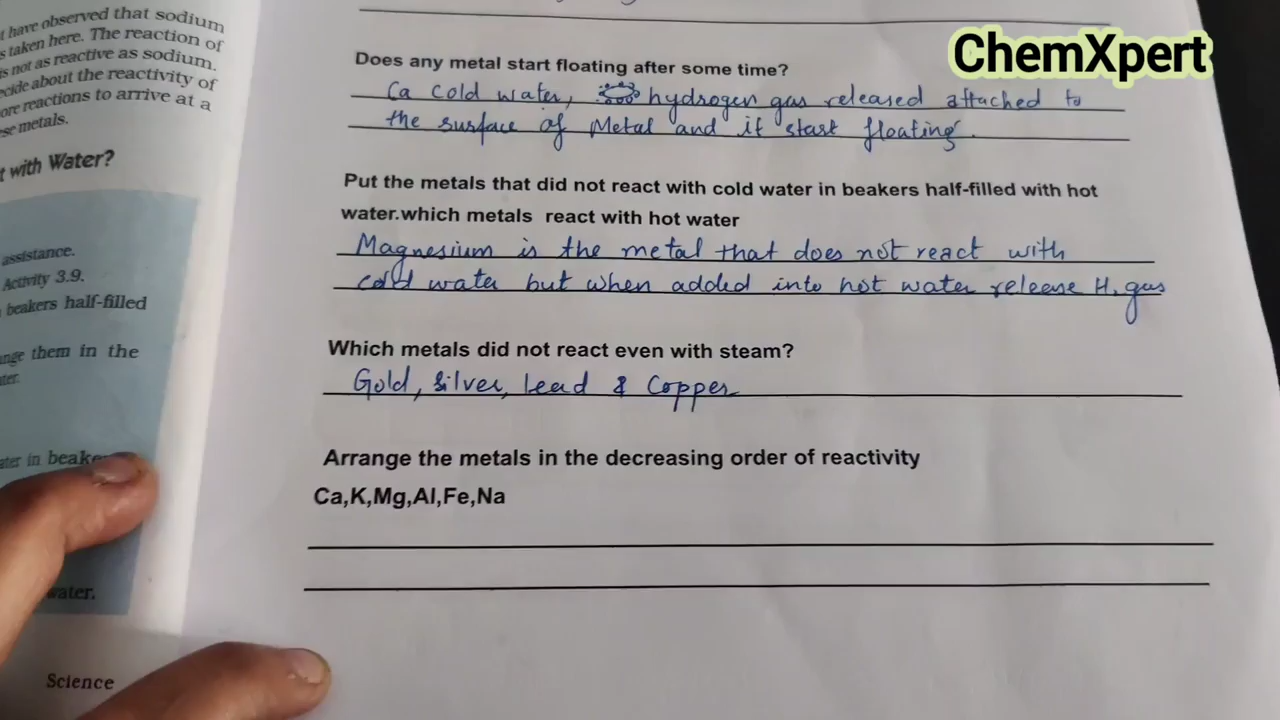 t have observed that sodium
s taken here. The reaction of
is not as reactive as sodium.
cide about the reactivity of
ore reactions to arrive at a
se metals.
t with Water?
assistance.
Activity 3.9.
beakers half-filled
nge them in the
ter.
ater in beake
water.
Science
ChemXpert
Does any metal start floating after some time?
Ca cold water, hydrogen gas released attached to
the surface of Metal and it start floating.
Put the metals that did not react with cold water in beakers half-filled with hot
water.which metals react with hot water
Magnesium is the metal that does not react with
cold water but when added into hot water release H2 gas
Which metals did not react even with steam?
Gold, Silver, lead & Copper
Arrange the metals in the decreasing order of reactivity
Ca,K,Mg,Al,Fe,Na